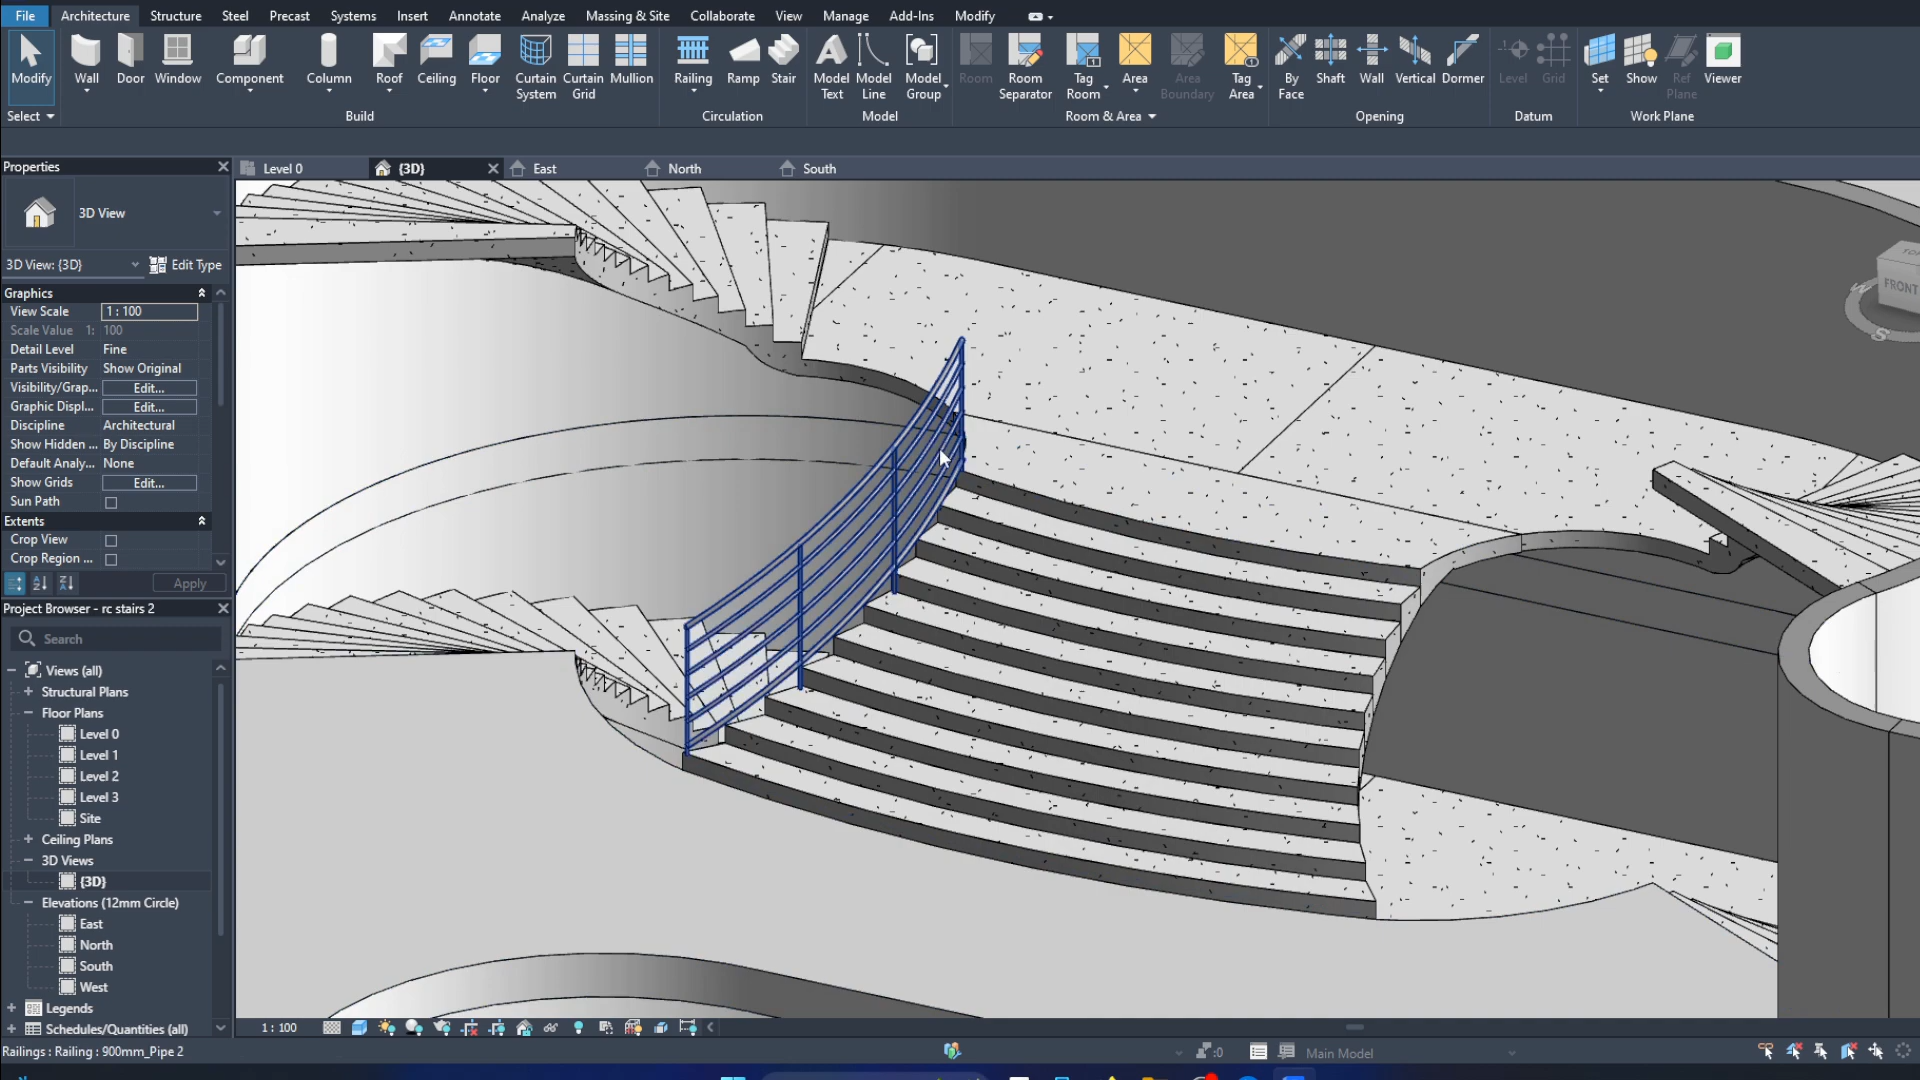 File Architecture Structure Steel Precast Systems Insert Annotate Analyze Massing & Site Collaborate View Manage Add-Ins Modify
Modify Wall Door Window Component Column Roof Ceiling Floor Curtain System Curtain Grid Mullion Railing Ramp Stair Model Text Model Line Model Group Room Room Separator Tag Room Area Area Boundary Tag Area By Face Shaft Wall Vertical Dormer Level Grid Set Show Ref Plane Viewer
Select Build Circulation Model Room & Area Opening Datum Work Plane
Properties
Level 0 {3D} East North South
3D View
3D View: {3D} Edit Type
Graphics
View Scale 1 : 100
Scale Value 1: 100
Detail Level Fine
Parts Visibility Show Original
Visibility/Grap... Edit...
Graphic Displ... Edit...
Discipline Architectural
Show Hidden ... By Discipline
Default Analy... None
Show Grids Edit...
Sun Path
Extents
Crop View
Crop Region ...
Apply
Project Browser - rc stairs 2
Search
Views (all)
Structural Plans
Floor Plans
Level 0
Level 1
Level 2
Level 3
Site
Ceiling Plans
3D Views
{3D}
Elevations (12mm Circle)
East
North
South
West
Legends
Schedules/Quantities (all)
TOP
FRONT
W
S
1 : 100
Railings : Railing : 900mm_Pipe 2
:0
Main Model